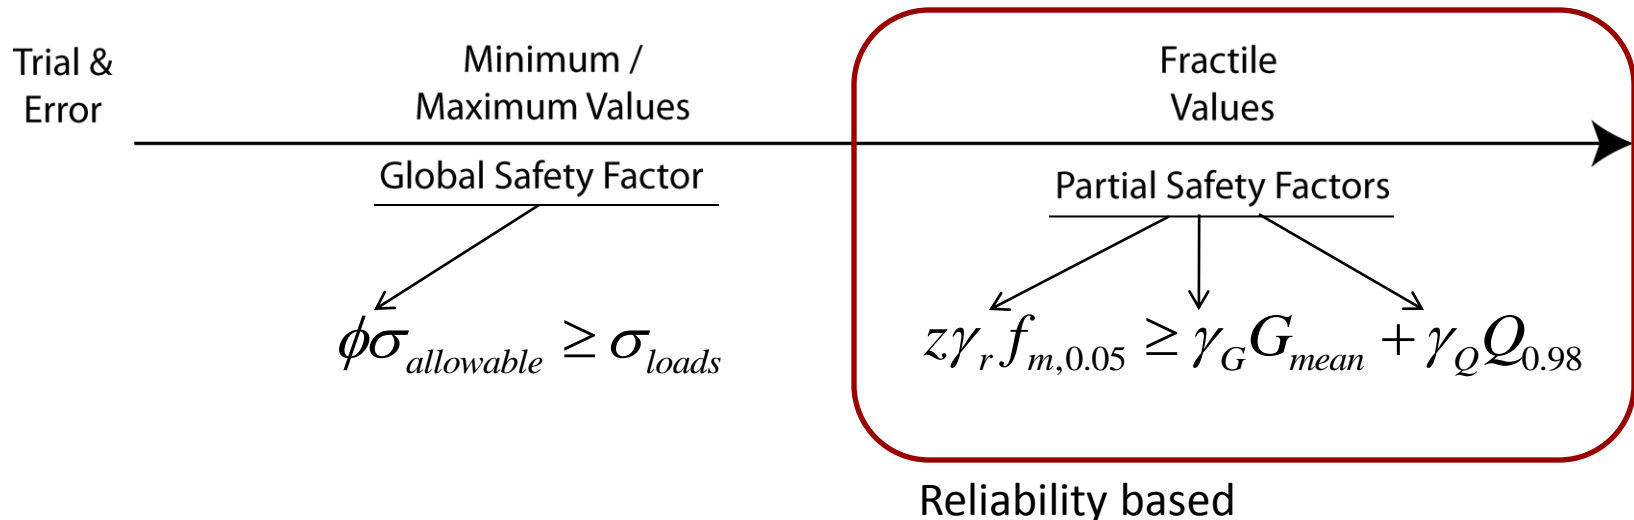 Trial &
Error
Minimum /
Maximum Values
Fractile
Values
Global Safety Factor
Partial Safety Factors
ϕσ_allowable ≥ σ_loads
zγ_r f_m,0.05 ≥ γ_G G_mean + γ_Q Q_0.98
Reliability based